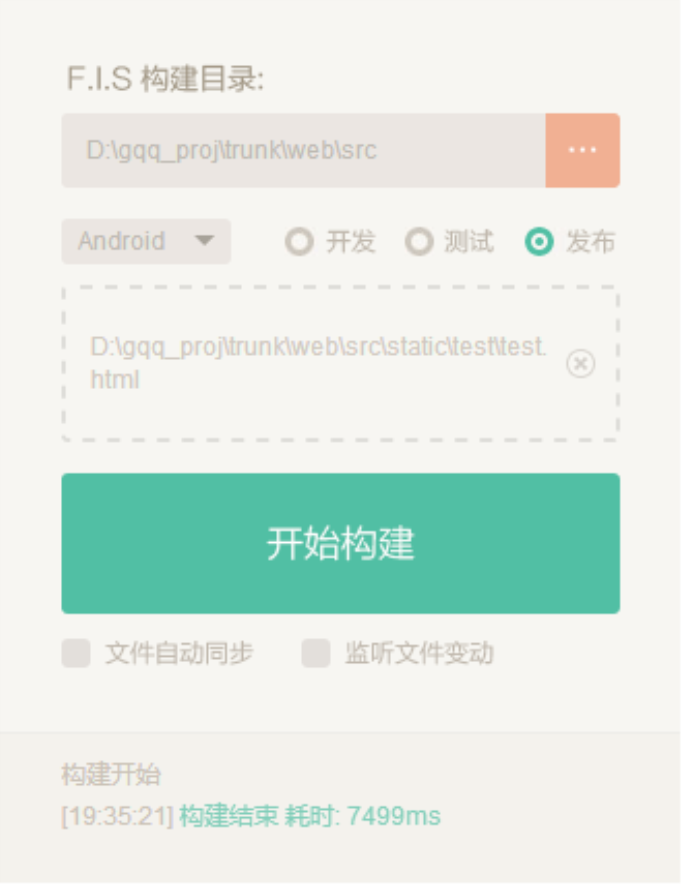 F.I.S 构建目录:
D:\gqq_proj\trunk\web\src
Android 开发 测试 发布
D:\gqq_proj\trunk\web\src\static\test\test.
html
开始构建
文件自动同步 监听文件变动
构建开始
[19:35:21] 构建结束 耗时: 7499ms